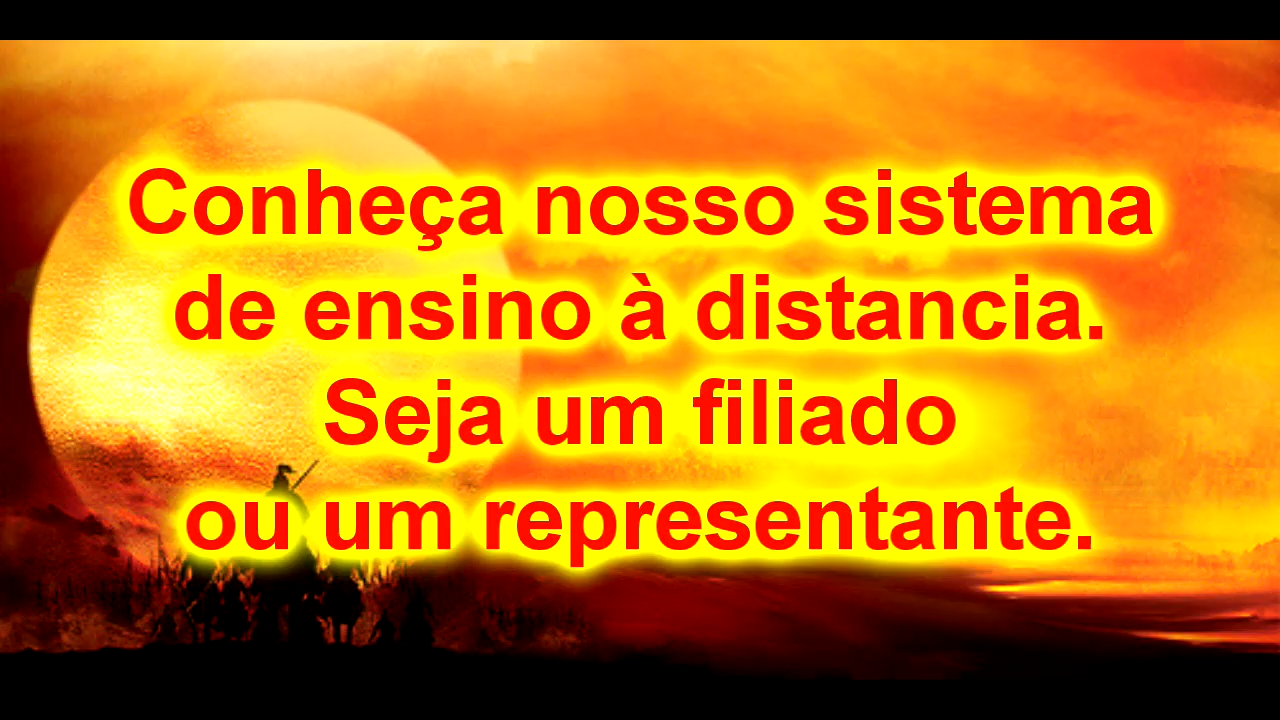 Conheça nosso sistema
de ensino à distancia.
Seja um filiado
ou um representante.